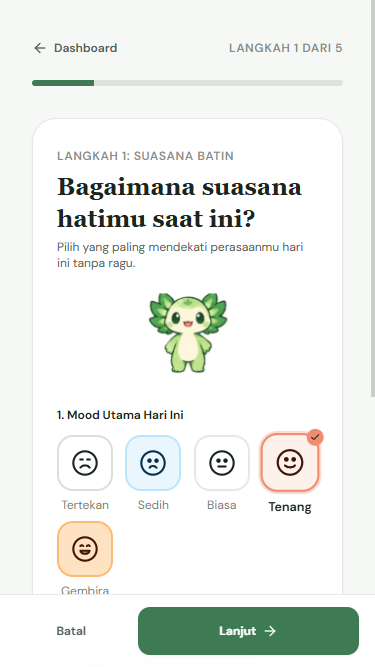 Dashboard
LANGKAH 1 DARI 5
LANGKAH 1: SUASANA BATIN
Bagaimana suasana
hatimu saat ini?
Pilih yang paling mendekati perasaanmu hari
ini tanpa ragu.
1. Mood Utama Hari Ini
Tertekan
Sedih
Biasa
Tenang
Gembira
Batal
Lanjut